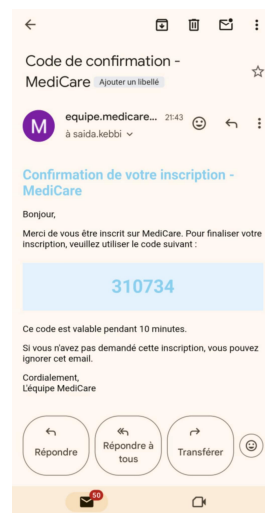 Code de confirmation -
MediCare Ajouter un libellé
M
equipe.medicare... 21:43
à saida.kebbi
Confirmation de votre inscription -
MediCare
Bonjour,
Merci de vous être inscrit sur MediCare. Pour finaliser votre
inscription, veuillez utiliser le code suivant :
310734
Ce code est valable pendant 10 minutes.
Si vous n'avez pas demandé cette inscription, vous pouvez
ignorer cet email.
Cordialement,
L'équipe MediCare
Répondre
Répondre à
tous
Transférer
50